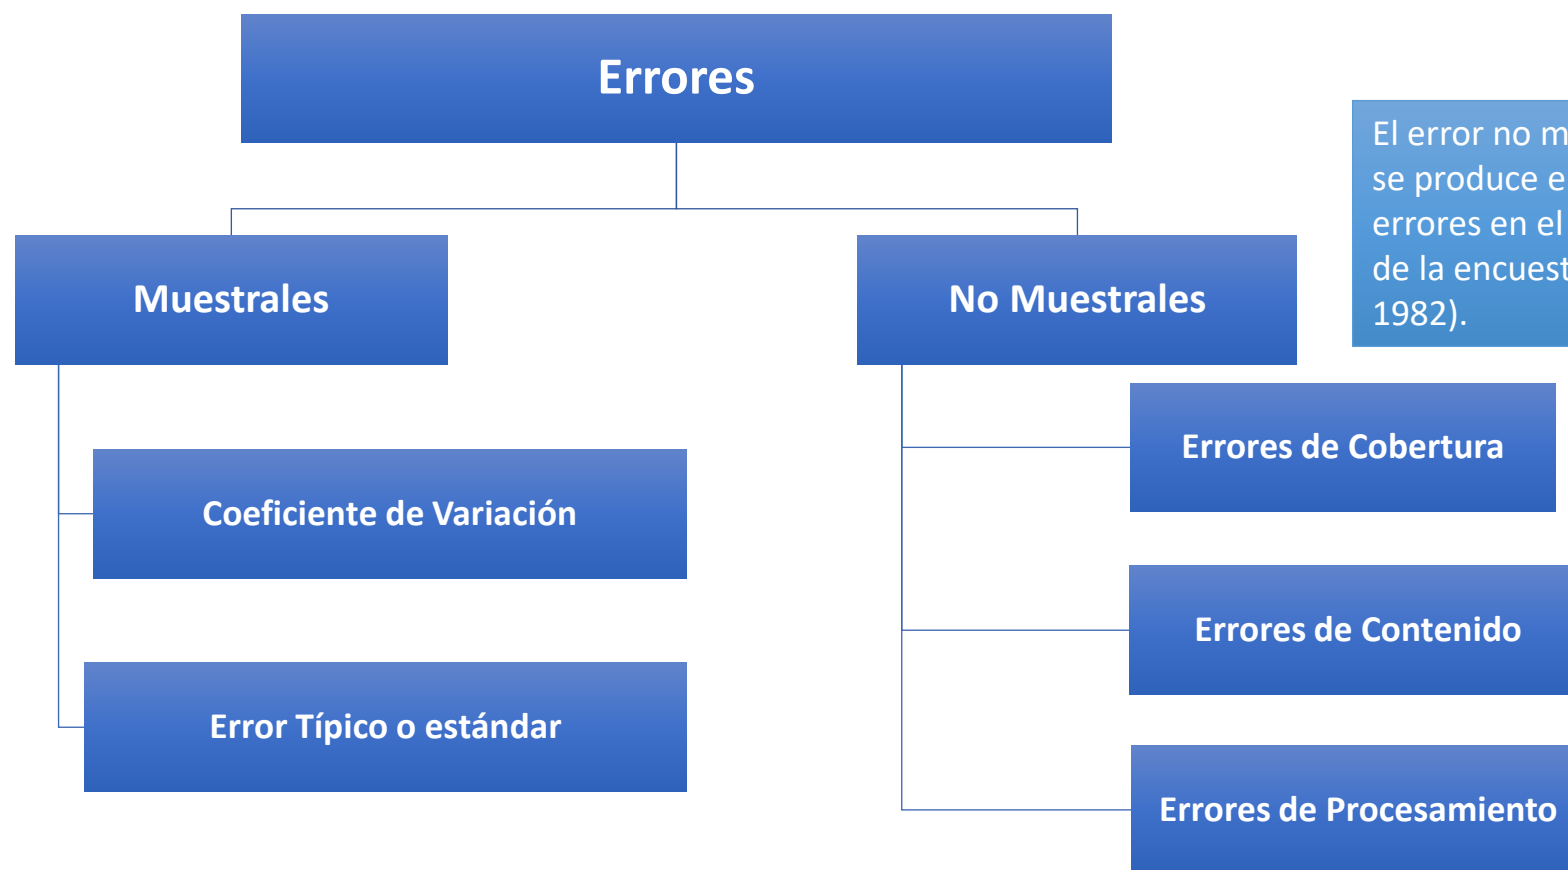 Errores
El error no m
se produce e
errores en el
de la encuest
1982).
Muestrales
No Muestrales
Errores de Cobertura
Coeficiente de Variación
Errores de Contenido
Error Típico o estándar
Errores de Procesamiento